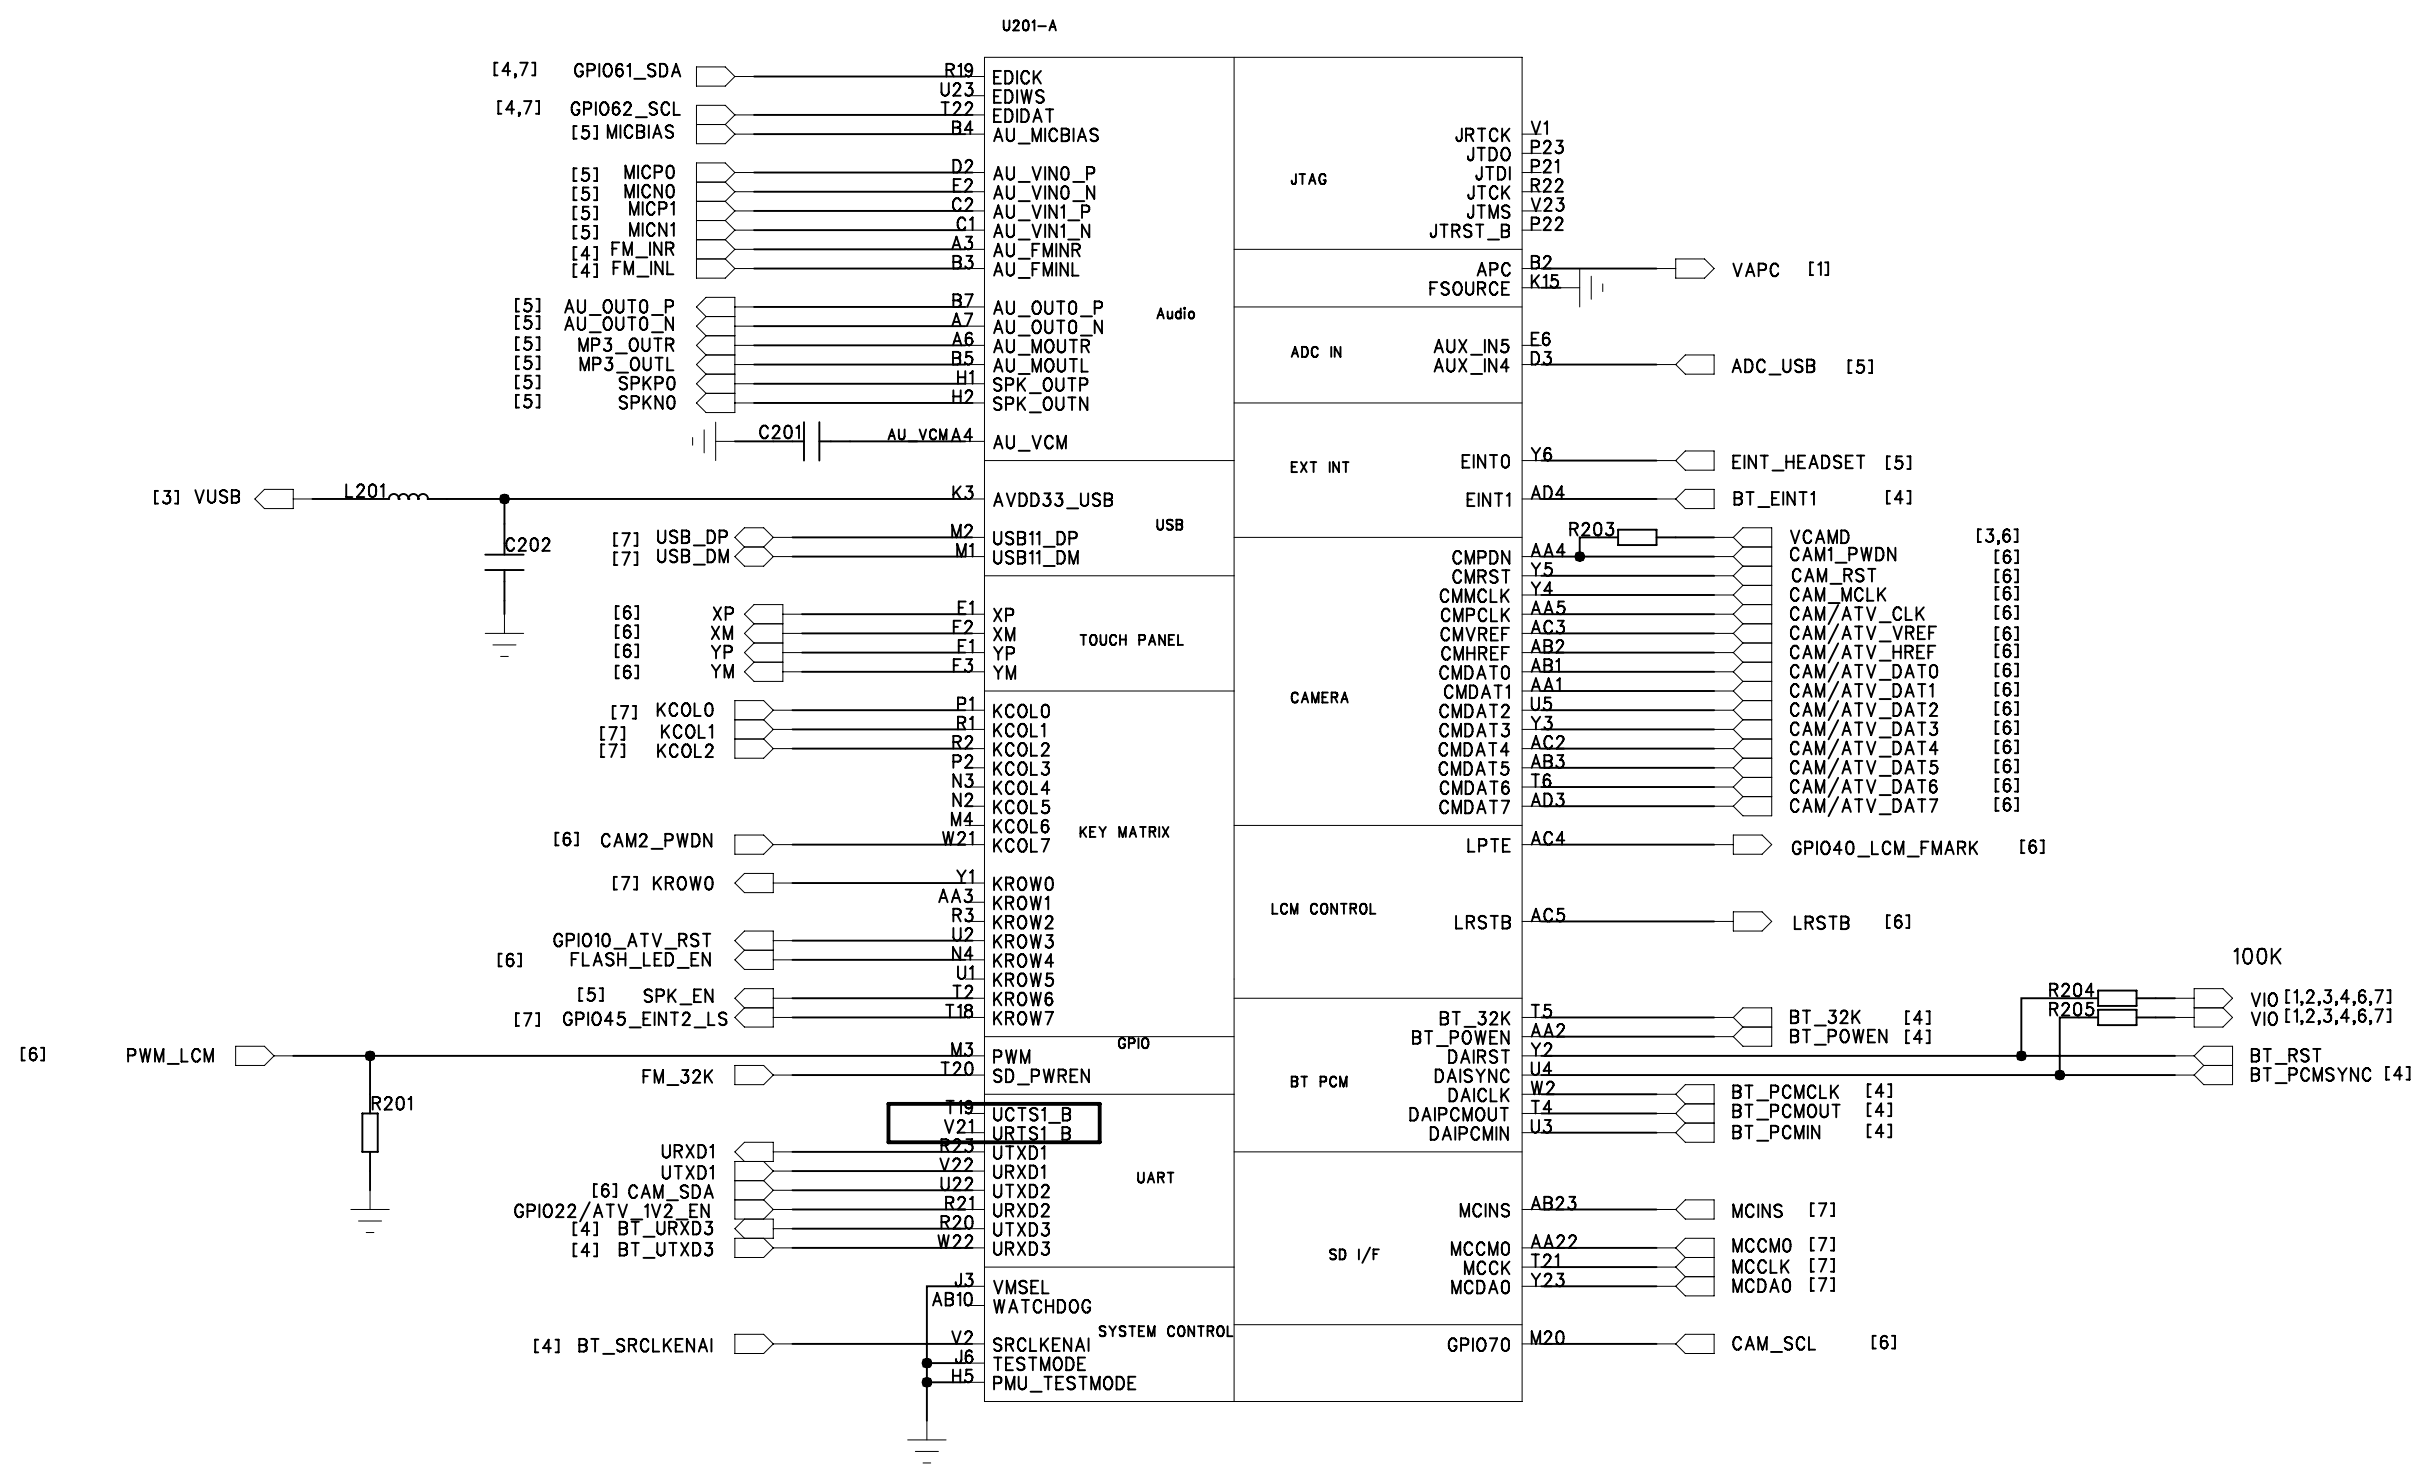 U201-A
[4,7] GPIO61_SDA R19 EDICK
U23 EDIWS
[4,7] GPIO62_SCL T22 EDIDAT
[5] MICBIAS B4 AU_MICBIAS JRTCK V1
JTDO P23
[5] MICP0 D2 AU_VIN0_P JTAG JTDI P21
[5] MICN0 E2 AU_VIN0_N JTCK R22
[5] MICP1 C2 AU_VIN1_P JTMS V23
[5] MICN1 C1 AU_VIN1_N JTRST_B P22
[4] FM_INR A3 AU_FMINR
[4] FM_INL B3 AU_FMINL APC B2 VAPC [1]
FSOURCE K15
[5] AU_OUT0_P B7 AU_OUT0_P Audio
[5] AU_OUT0_N A7 AU_OUT0_N
[5] MP3_OUTR A6 AU_MOUTR ADC IN AUX_IN5 E6
[5] MP3_OUTL B5 AU_MOUTL AUX_IN4 D3 ADC_USB [5]
[5] SPKP0 H1 SPK_OUTP
[5] SPKN0 H2 SPK_OUTN
C201 AU_VCM A4 AU_VCM
EXT INT EINT0 Y6 EINT_HEADSET [5]
[3] VUSB L201 K3 AVDD33_USB EINT1 AD4 BT_EINT1 [4]
USB
[7] USB_DP M2 USB11_DP R203 VCAMD [3,6]
C202
[7] USB_DM M1 USB11_DM CMPDN AA4 CAM1_PWDN [6]
CMRST Y5 CAM_RST [6]
CMMCLK Y4 CAM_MCLK [6]
[6] XP XP CMPCLK AA5 CAM/ATV_CLK [6]
[6] XM F2 XM TOUCH PANEL CMVREF AC3 CAM/ATV_VREF [6]
[6] YP YP CMHREF AB2 CAM/ATV_HREF [6]
[6] YM YM CMDAT0 AB1 CAM/ATV_DAT0 [6]
CAMERA CMDAT1 AA1 CAM/ATV_DAT1 [6]
[7] KCOL0 P1 KCOL0 CMDAT2 U5 CAM/ATV_DAT2 [6]
[7] KCOL1 R1 KCOL1 CMDAT3 Y3 CAM/ATV_DAT3 [6]
[7] KCOL2 R2 KCOL2 CMDAT4 AC2 CAM/ATV_DAT4 [6]
P2 KCOL3 CMDAT5 AB3 CAM/ATV_DAT5 [6]
N3 KCOL4 CMDAT6 T6 CAM/ATV_DAT6 [6]
N2 KCOL5 CMDAT7 AD3 CAM/ATV_DAT7 [6]
M4 KCOL6 KEY MATRIX
[6] CAM2_PWDN W21 KCOL7 LPTE AC4 GPIO40_LCM_FMARK [6]
[7] KROW0 Y1 KROW0
AA3 KROW1 LCM CONTROL
R3 KROW2 LRSTB AC5 LRSTB [6]
GPIO10_ATV_RST U2 KROW3
[6] FLASH_LED_EN N4 KROW4 100K
U1 KROW5
[5] SPK_EN T2 KROW6 R204 VIO [1,2,3,4,6,7]
[7] GPIO45_EINT2_LS T18 KROW7 BT_32K T5 BT_32K [4] R205 VIO [1,2,3,4,6,7]
GPIO BT_POWEN AA2 BT_POWEN [4]
[6] PWM_LCM M3 PWM DAIRST Y2 BT_RST
FM_32K T20 SD_PWREN BT PCM DAISYNC U4 BT_PCMSYNC [4]
DAICLK W2 BT_PCMCLK [4]
R201 T19 UCTS1_B DAIPCMOUT T4 BT_PCMOUT [4]
V21 URTS1_B DAIPCMIN U3 BT_PCMIN [4]
URXD1 R23 UTXD1
UTXD1 V22 URXD1 UART
[6] CAM_SDA U22 UTXD2
GPIO22/ATV_1V2_EN R21 URXD2 MCINS AB23 MCINS [7]
[4] BT_URXD3 R20 UTXD3
[4] BT_UTXD3 W22 URXD3 SD I/F MCCM0 AA22 MCCM0 [7]
MCCK T21 MCCLK [7]
J3 VMSEL MCDA0 Y23 MCDA0 [7]
AB10 WATCHDOG
SYSTEM CONTROL
[4] BT_SRCLKENAI V2 SRCLKENAI GPIO70 M20 CAM_SCL [6]
J6 TESTMODE
H5 PMU_TESTMODE